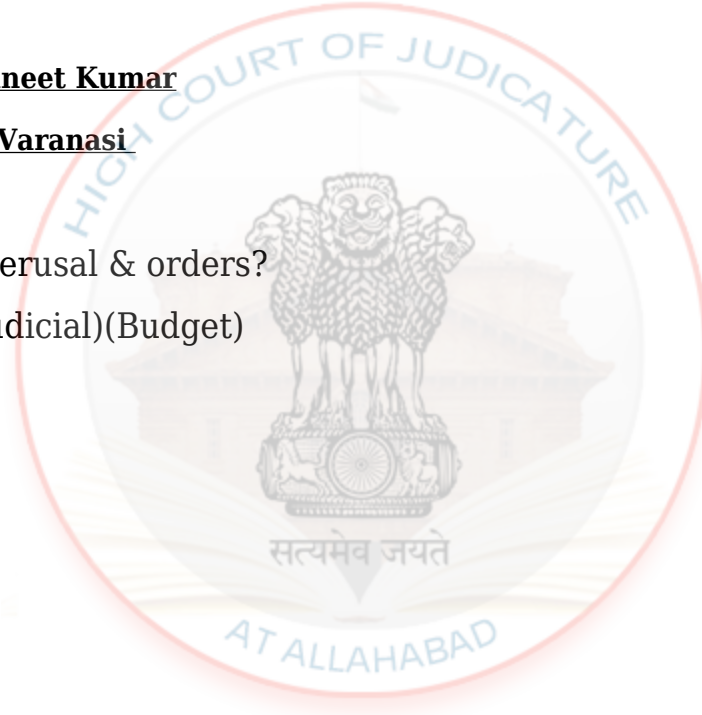 neet Kumar
Varanasi
erusal & orders?
dicial)(Budget)
HIGH COURT OF JUDICATURE
सत्यमेव जयते
AT ALLAHABAD